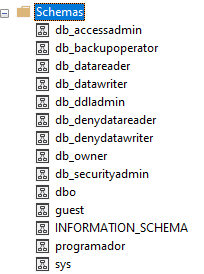 Schemas
db_accessadmin
db_backupoperator
db_datareader
db_datawriter
db_ddladmin
db_denydatareader
db_denydatawriter
db_owner
db_securityadmin
dbo
guest
INFORMATION_SCHEMA
programador
sys